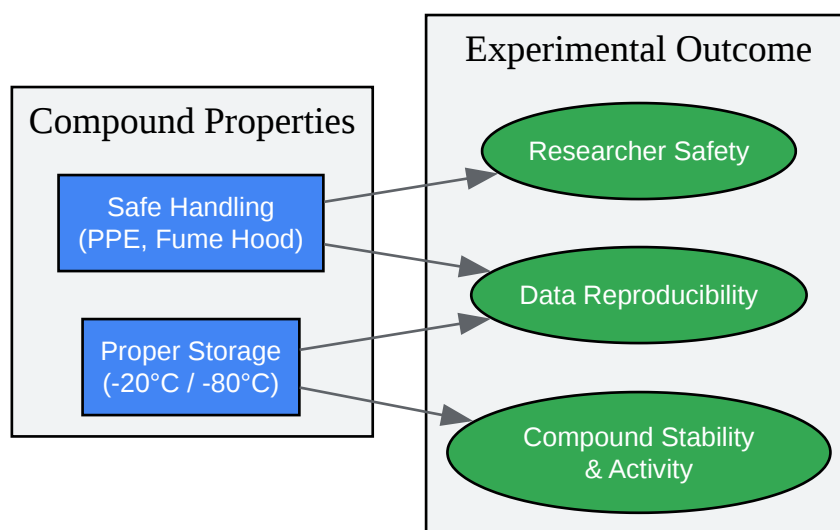 Compound Properties
Safe Handling
(PPE, Fume Hood)
Proper Storage
(-20°C / -80°C)
Experimental Outcome
Researcher Safety
Data Reproducibility
Compound Stability
& Activity